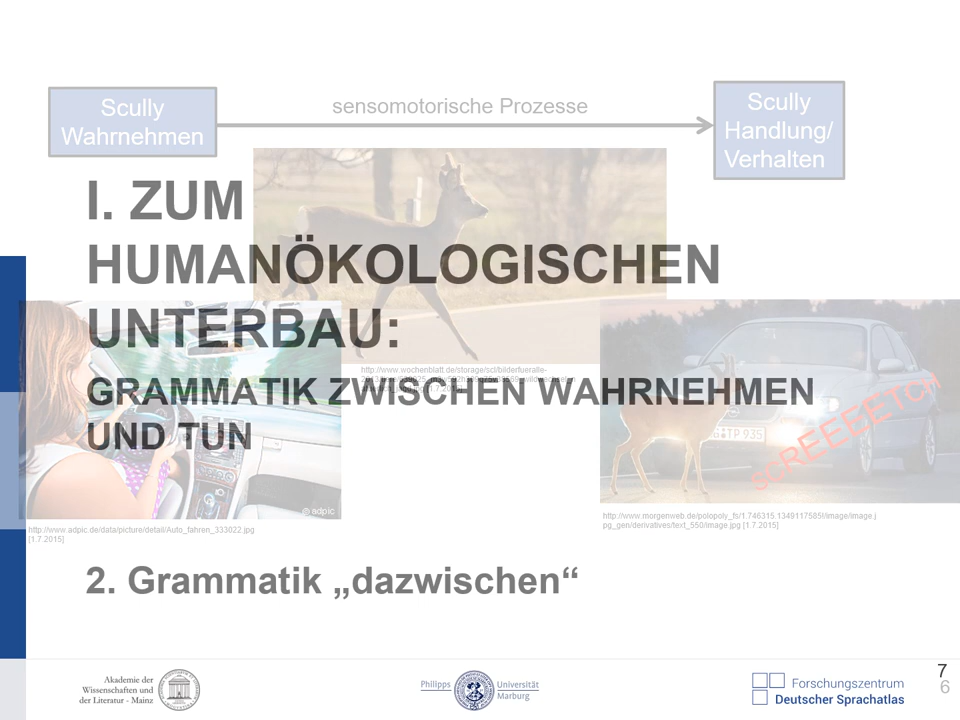 Scully
Wahrnehmen
sensomotorische Prozesse
Scully
Handlung/
Verhalten
I. ZUM
HUMANÖKOLOGISCHEN
UNTERBAU:
http://www.wochenblatt.de/storage/scl/bilderfueralle-
GRAMMATIK ZWISCHEN WAHRNEHMEN
UND TUN
G:TP 935
SCREEEETCH
@ adpic
http://www.adpic.de/data/picture/detail/Auto_fahren_333022.jpg
[1.7.2015]
http://www.morgenweb.de/polopoly_fs/1.746315.1349117585!/image/image.j
pg_gen/derivatives/text_550/image.jpg [1.7.2015]
2. Grammatik „dazwischen“
Akademie der
Wissenschaften und
der Literatur - Mainz
Philipps
Universität
Marburg
Forschungszentrum
Deutscher Sprachatlas
7
6